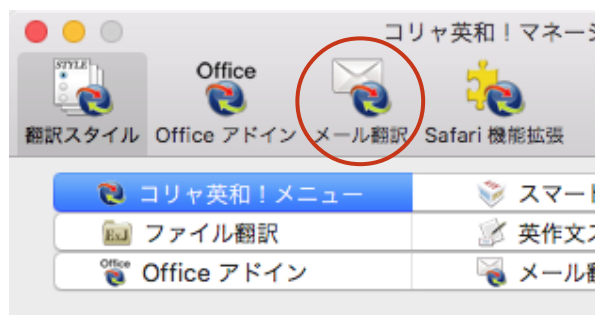 コリャ英和！マネー
STYLE
Office
翻訳スタイル Office アドイン メール翻訳 Safari 機能拡張
コリャ英和！メニュー スマート
ファイル翻訳 英作文
Office アドイン メール